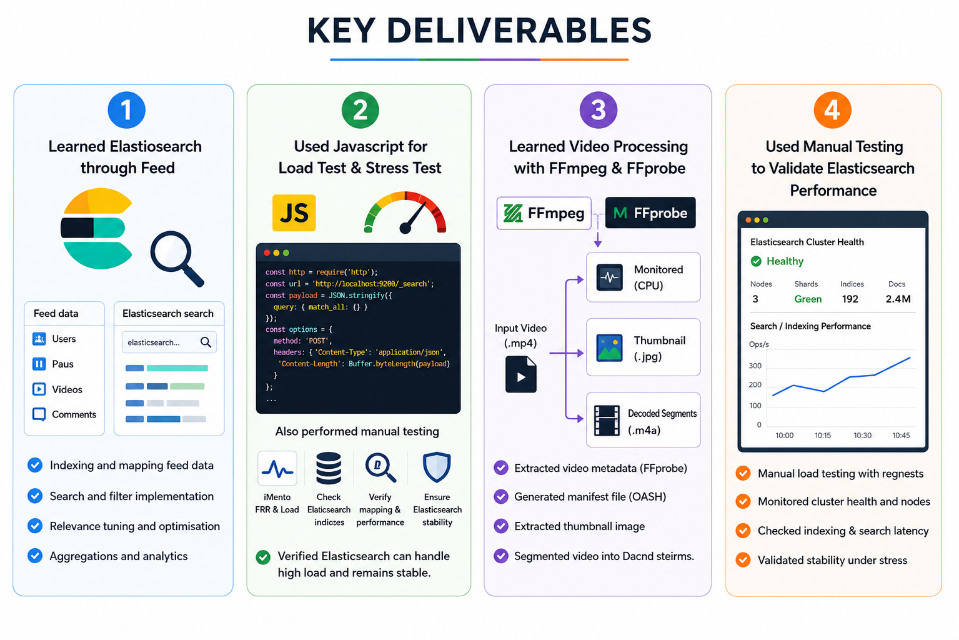 KEY DELIVERABLES
1
Learned Elastiosearch
through Feed
Feed data
Users
Paus
Videos
Comments
Elasticsearch search
elasticsearch...
Indexing and mapping feed data
Search and filter implementation
Relevance tuning and optimisation
Aggregations and analytics
2
Used Javascript for
Load Test & Stress Test
JS
const http = require('http');
const url = 'http://localhost:9200/_search';
const payload = JSON.stringify({
query: { match_all: {} )
});
const options = {
method: 'POST',
headers: { 'Content-Type': 'application/json',
'Content-Length': Buffer.byteLength(payload)
}
};
...
Also performed manual testing
iMento
FRR & Load
Check
Elaticsearch
indices
Verify
mapping &
performance
Ensure
Elasticsearch
stability
Verified Elasticsearch can handle
high load and remains stable.
3
Learned Video Processing
with FFmpeg & FFprobe
FFmpeg
M FFprobe
Input Video
(.mp4)
Monitored
(CPU)
Thumbnail
(.jpg)
Decoded Segments
(.m4a)
Extracted video metadata (FFprobe)
Generated manifest file (OASH)
Extracted thumbnall image
Segmented video into Dacnd steirms.
4
Used Manual Testing
to Validate Elasticsearch
Performance
Elasticsearch Cluster Health
Healthy
Nodes Shards Indices Docs
3 Green 192 2.4M
Search / Indexing Performance
Ops/s
300
200
100
0
10:00 10:15 10:30 10:45
Manual load testing with regnests
Monitored cluster health and nodes
Checked indexing & search latency
Validated stability under stress